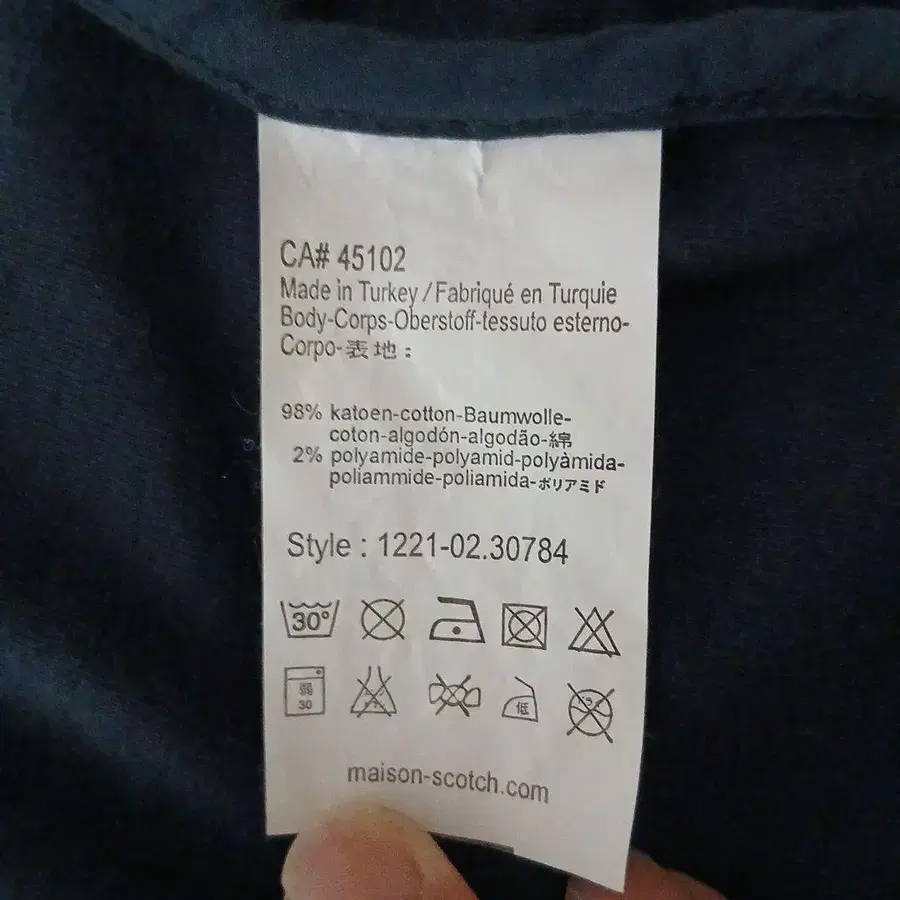 CA# 45102
Made in Turkey / Fabriqué en Turquie
Body-Corps-Oberstoff-tessuto esterno-
Corpo-表地:
98% katoen-cotton-Baumwolle-
coton-algodón-algodão-綿
2% polyamide-polyamid-polyàmida-
poliammide-poliamida-ポリアミド
Style : 1221-02.30784
30°
弱
30
低
maison-scotch.com